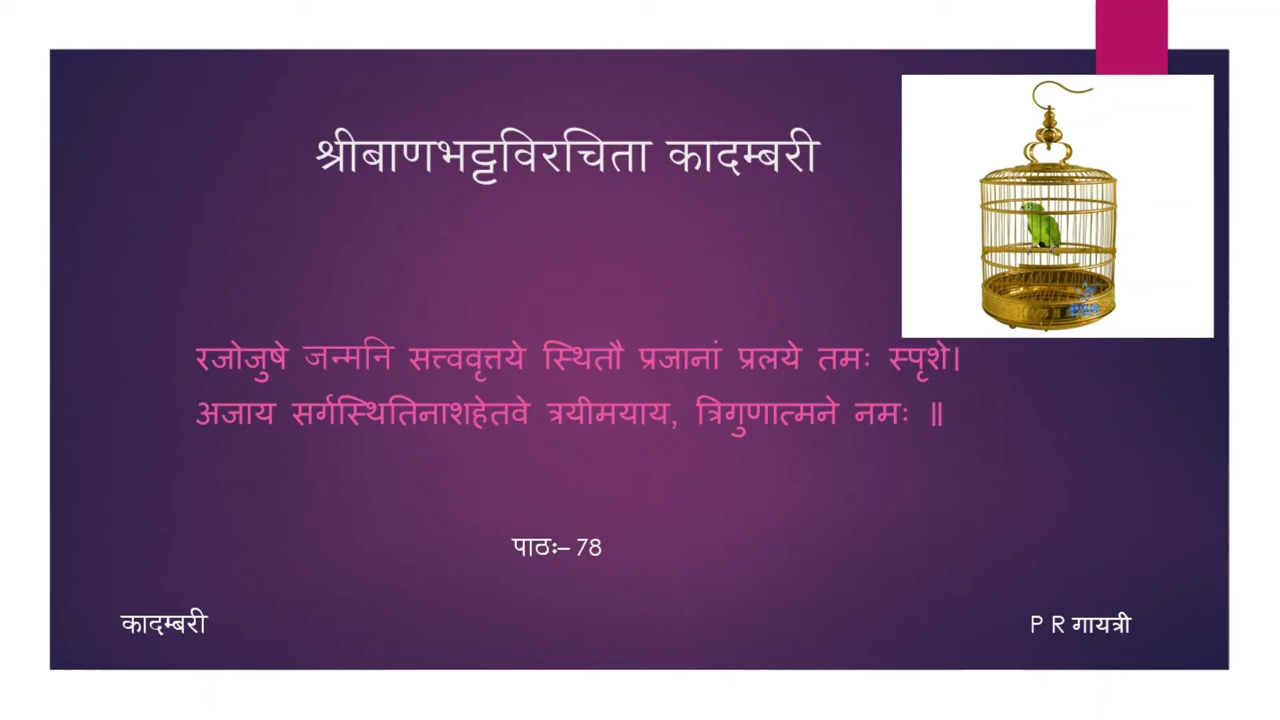 श्रीबाणभट्टविरचिता कादम्बरी
रजोजुषे जन्मनि सत्त्ववृत्तये स्थितौ प्रजानां प्रलये तमः स्पृशे।
अजाय सर्गस्थितिनाशहेतवे त्रयीमयाय, त्रिगुणात्मने नमः ॥
पाठः– 78
कादम्बरी
P R गायत्री